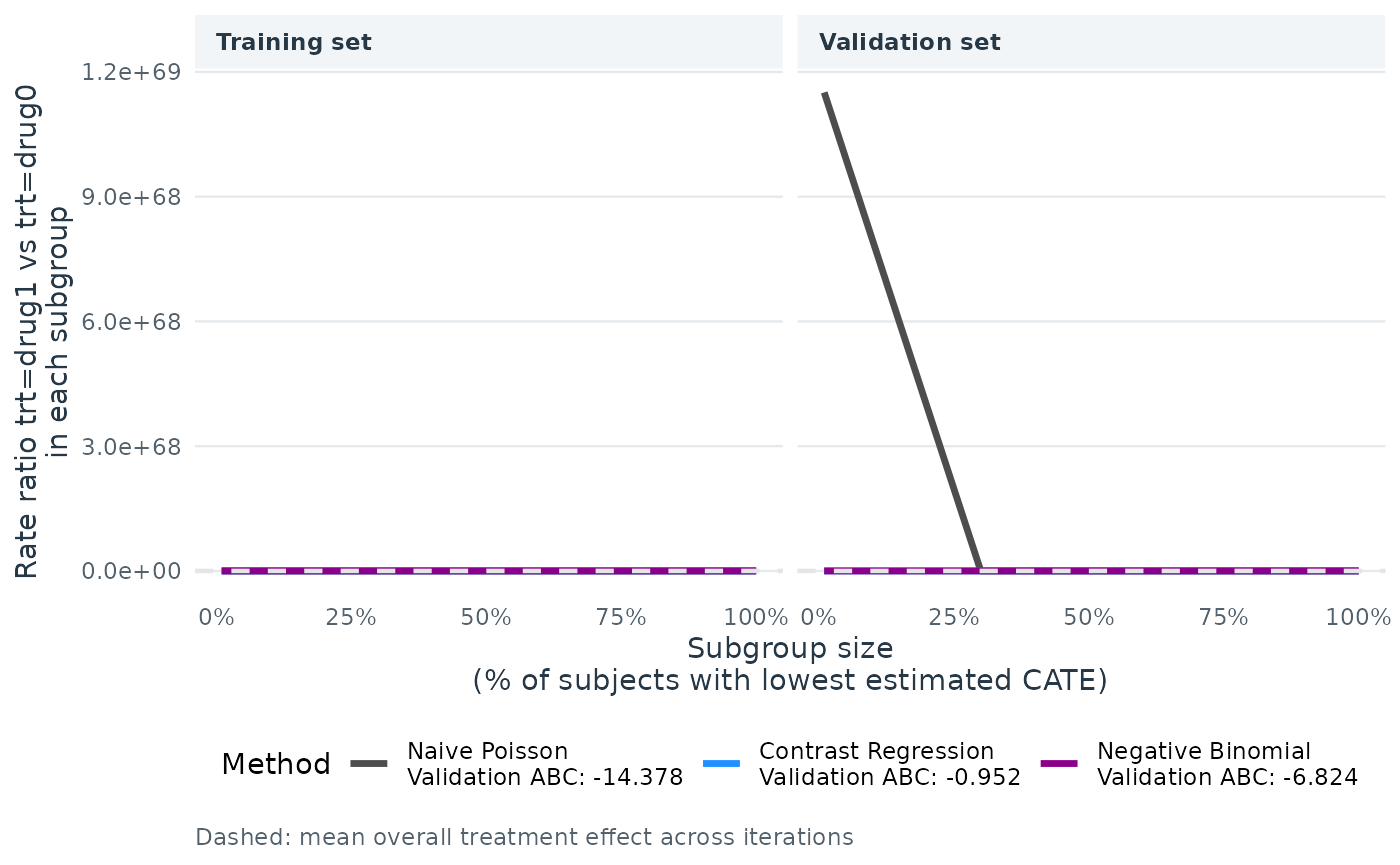 Training set
Validation set
Rate ratio trt=drug1 vs trt=drug0
in each subgroup
1.2e+69
9.0e+68
6.0e+68
3.0e+68
0.0e+00
0% 25% 50% 75% 100% 0% 25% 50% 75% 100%
Subgroup size
(% of subjects with lowest estimated CATE)
Method
Naive Poisson
Validation ABC: -14.378
Contrast Regression
Validation ABC: -0.952
Negative Binomial
Validation ABC: -6.824
Dashed: mean overall treatment effect across iterations